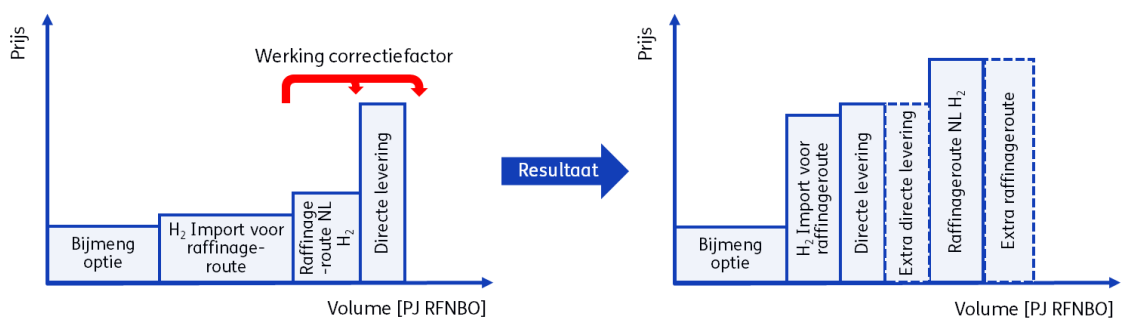 Prijs
Werking correctiefactor
Bijmeng
optie
H₂ Import voor
raffinage-
route
Raffinage
-route NL
H₂
Directe levering
Volume [PJ RFNBO]
Resultaat
Prijs
Bijmeng
optie
H₂ Import voor
raffinageroute
Directe levering
Extra directe levering
Raffinageroute NL H₂
Extra raffinageroute
Volume [PJ RFNBO]